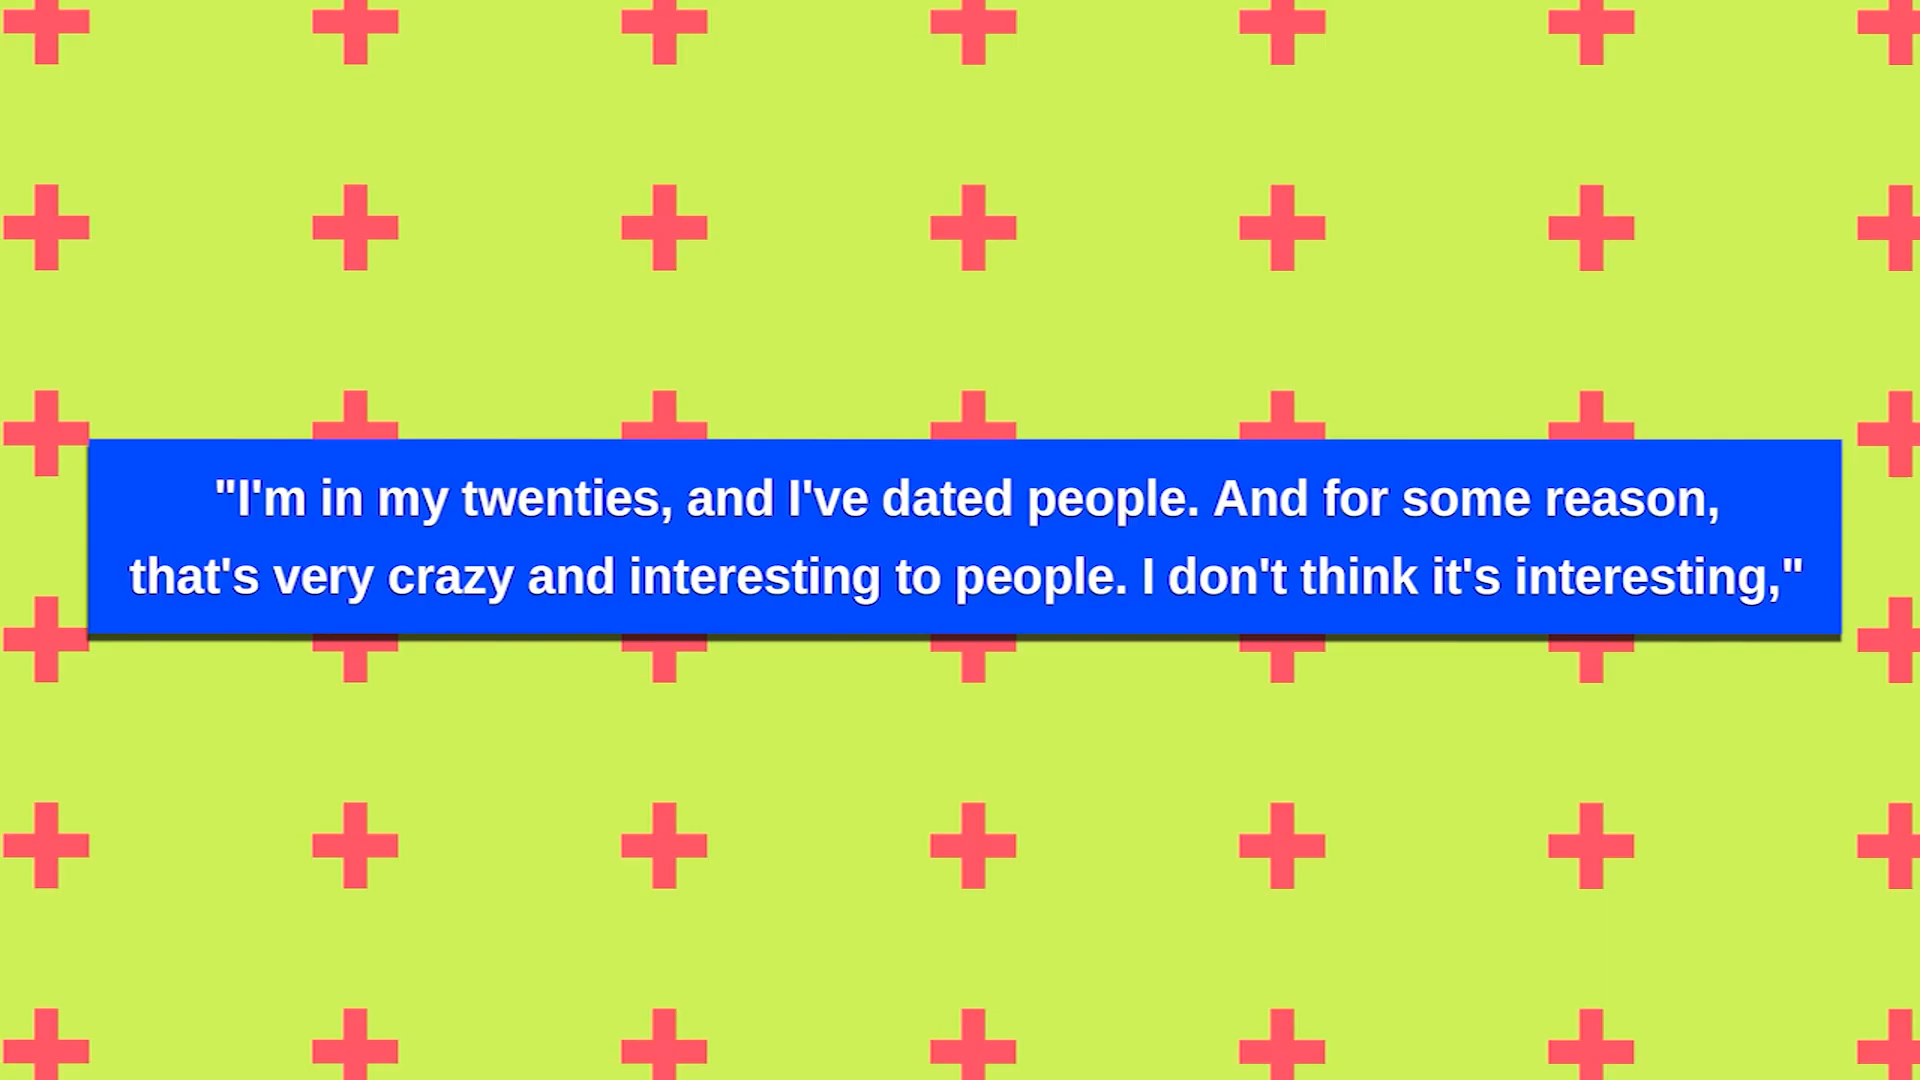 "I'm in my twenties, and I've dated people. And for some reason,
that's very crazy and interesting to people. I don't think it's interesting,"